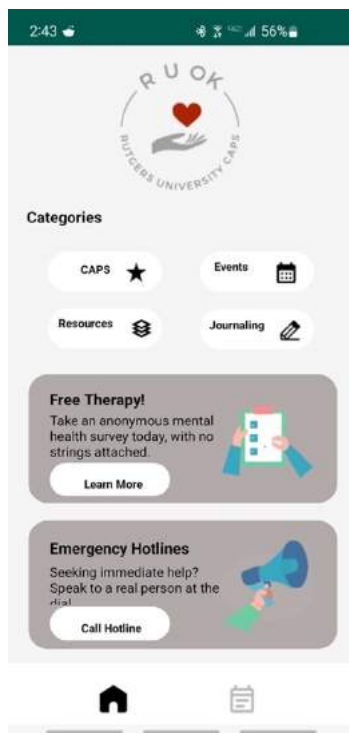 2:43
56%
R U OK
RUTGERS UNIVERSITY CAPS
Categories
CAPS
Events
Resources
Journaling
Free Therapy!
Take an anonymous mental
health survey today, with no
strings attached.
Learn More
Emergency Hotlines
Seeking immediate help?
Speak to a real person at the
dial
Call Hotline